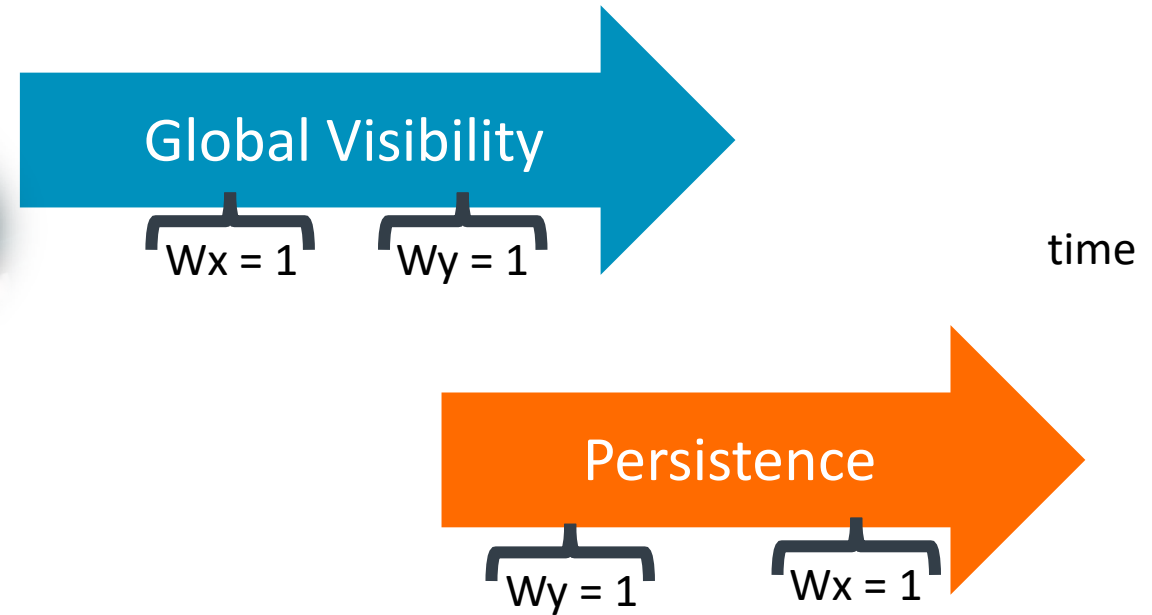 Global Visibility
Wx = 1
Wy = 1
time
Persistence
Wy = 1
Wx = 1